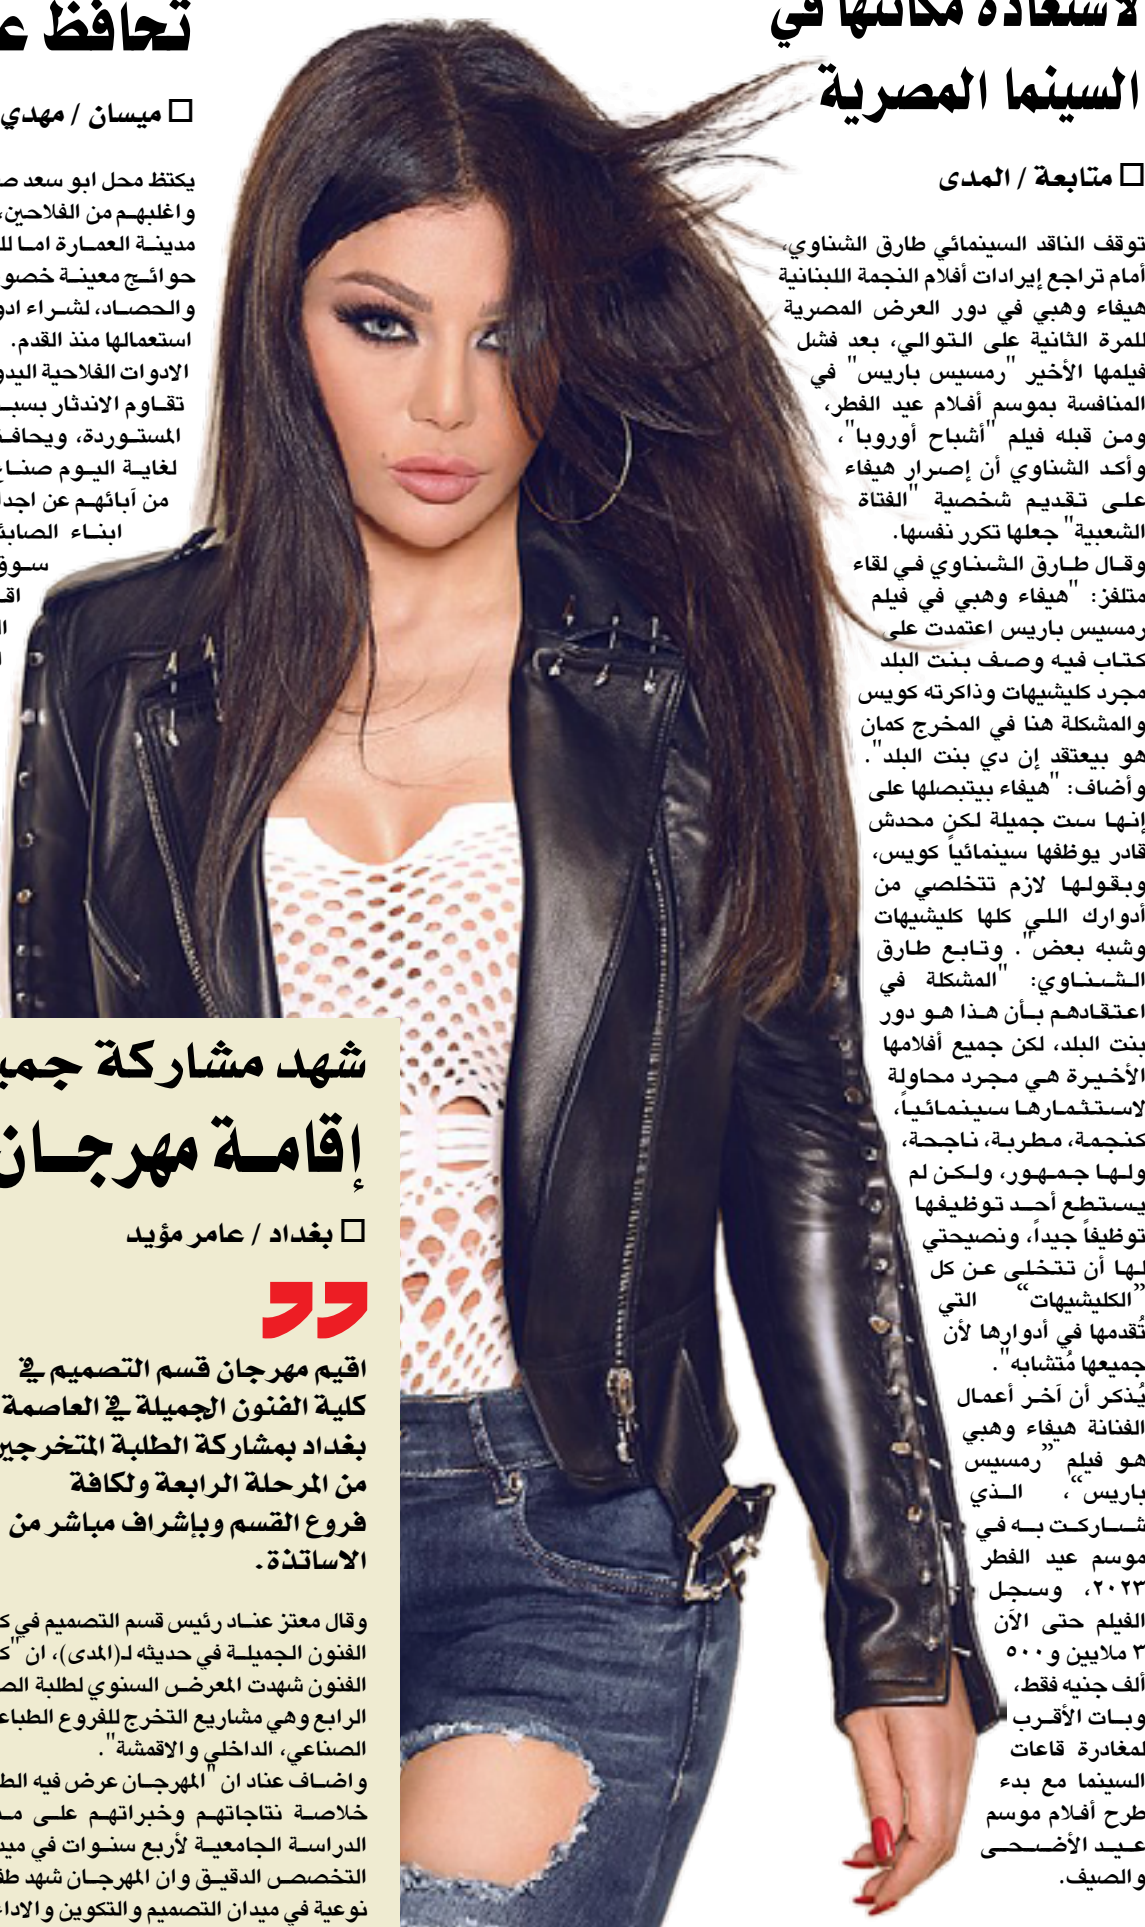 لاستعادة مكانتها في
السينما المصرية
□ متابعة / المدى
توقف الناقد السينمائي طارق الشناوي،
أمام تراجع إيرادات أفلام النجمة اللبنانية
هيفاء وهبي في دور العرض المصرية
للمرة الثانية على التوالي، بعد فشل
فيلمها الأخير "رمسيس باريس" في
المنافسة بموسم أفلام عيد الفطر،
ومن قبله فيلم "أشباح أوروبا"،
وأكد الشناوي أن إصرار هيفاء
على تقديم شخصية "الفتاة
الشعبية" جعلها تكرر نفسها.
وقال طارق الشناوي في لقاء
متلفز: "هيفاء وهبي في فيلم
رمسيس باريس اعتمدت على
كتاب فيه وصف بنت البلد
مجرد كليشيهات وذاكرته كويس
والمشكلة هنا في المخرج كمان
هو بيعتقد إن دي بنت البلد".
وأضاف: "هيفاء بيتبصلها على
إنها ست جميلة لكن محدش
قادر يوظفها سينمائياً كويس،
وبقولها لازم تتخلصي من
أدوارك اللي كلها كليشيهات
وشبه بعض". وتابع طارق
الشناوي: "المشكلة في
اعتقادهم بأن هذا هو دور
بنت البلد، لكن جميع أفلامها
الأخيرة هي مجرد محاولة
لاستثمارها سينمائياً،
كنجمة، مطربة، ناجحة،
ولها جمهور، ولكن لم
يستطع أحد توظيفها
توظيفاً جيداً، ونصيحتي
لها أن تتخلى عن كل
”الكليشيهات“ التي
تُقدمها في أدوارها لأن
جميعها مُتشابه".
يُذكر أن آخر أعمال
الفنانة هيفاء وهبي
هو فيلم ”رمسيس
باريس“، الذي
شاركت به في
موسم عيد الفطر
٢٠٢٣، وسجل
الفيلم حتى الآن
٣ ملايين و٥٠٠
ألف جنيه فقط،
وبات الأقرب
لمغادرة قاعات
السينما مع بدء
طرح أفلام موسم
عيد الأضحى
والصيف.
تحافظ
□ ميسان / مهدي
يكتظ محل ابو سعد
واغلبهم من الفلاحين،
مدينة العمارة اما
حوائج معينة
والحصاد، لشراء
استعمالها منذ القدم.
الادوات الفلاحية
تقاوم الاندثار
المستوردة،
لغاية اليوم
من آبائهم عن
ابناء
سوق
شهد مشاركة
إقامة مهرجان
□ بغداد / عامر مؤيد
اقيم مهرجان قسم التصميم في
كلية الفنون الجميلة في العاصمة
بغداد بمشاركة الطلبة المتخرجين
من المرحلة الرابعة ولكافة
فروع القسم وبإشراف مباشر من
الاساتذة.
وقال معتز عناد رئيس قسم التصميم في
الفنون الجميلة في حديثه لـ(المدى)، ان
الفنون شهدت المعرض السنوي لطلبة
الرابع وهي مشاريع التخرج للفروع
الصناعي، الداخلي والاقمشة".
واضاف عناد ان "المهرجان عرض فيه
خلاصة نتاجاتهم وخبراتهم على
الدراسة الجامعية لأربع سنوات في
التخصص الدقيق وان المهرجان شهد
نوعية في ميدان التصميم والتكوين